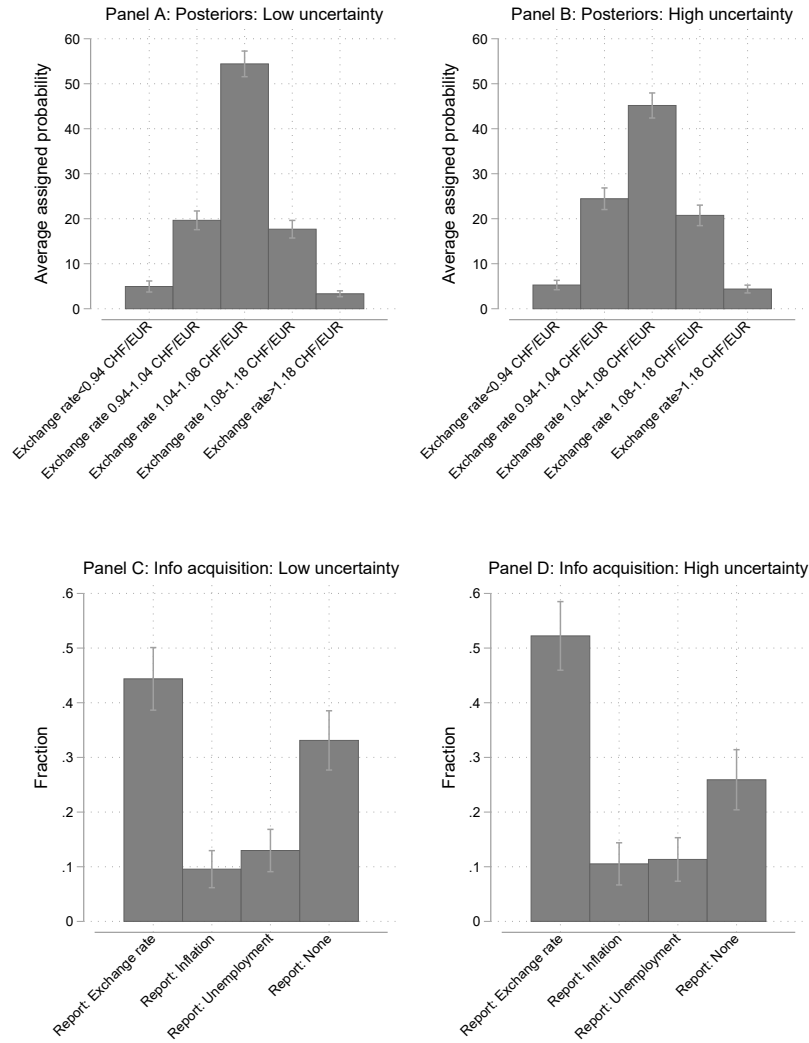 Panel A: Posteriors: Low uncertainty
Average assigned probability
60
50
40
30
20
10
0
Exchange rate<0.94 CHF/EUR
Exchange rate 0.94-1.04 CHF/EUR
Exchange rate 1.04-1.08 CHF/EUR
Exchange rate 1.08-1.18 CHF/EUR
Exchange rate>1.18 CHF/EUR
Panel B: Posteriors: High uncertainty
Average assigned probability
60
50
40
30
20
10
0
Exchange rate<0.94 CHF/EUR
Exchange rate 0.94-1.04 CHF/EUR
Exchange rate 1.04-1.08 CHF/EUR
Exchange rate 1.08-1.18 CHF/EUR
Exchange rate>1.18 CHF/EUR
Panel C: Info acquisition: Low uncertainty
Fraction
.6
.5
.4
.3
.2
.1
0
Report: Exchange rate
Report: Inflation
Report: Unemployment
Report: None
Panel D: Info acquisition: High uncertainty
Fraction
.6
.5
.4
.3
.2
.1
0
Report: Exchange rate
Report: Inflation
Report: Unemployment
Report: None